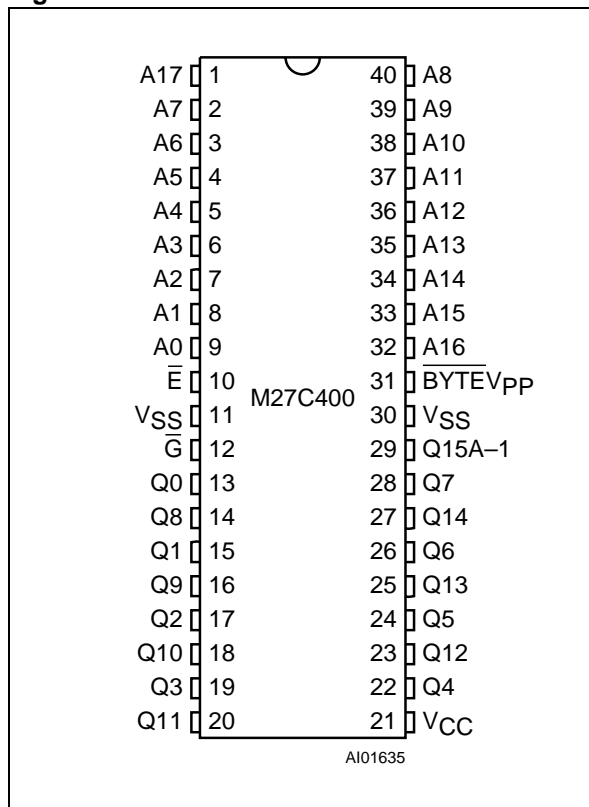 A17 1 40 A8
A7 2 39 A9
A6 3 38 A10
A5 4 37 A11
A4 5 36 A12
A3 6 35 A13
A2 7 34 A14
A1 8 33 A15
A0 9 32 A16
E̅ 10 M27C400 31 B̅Y̅T̅E̅VPP
VSS 11 30 VSS
G̅ 12 29 Q15A–1
Q0 13 28 Q7
Q8 14 27 Q14
Q1 15 26 Q6
Q9 16 25 Q13
Q2 17 24 Q5
Q10 18 23 Q12
Q3 19 22 Q4
Q11 20 21 VCC
AI01635